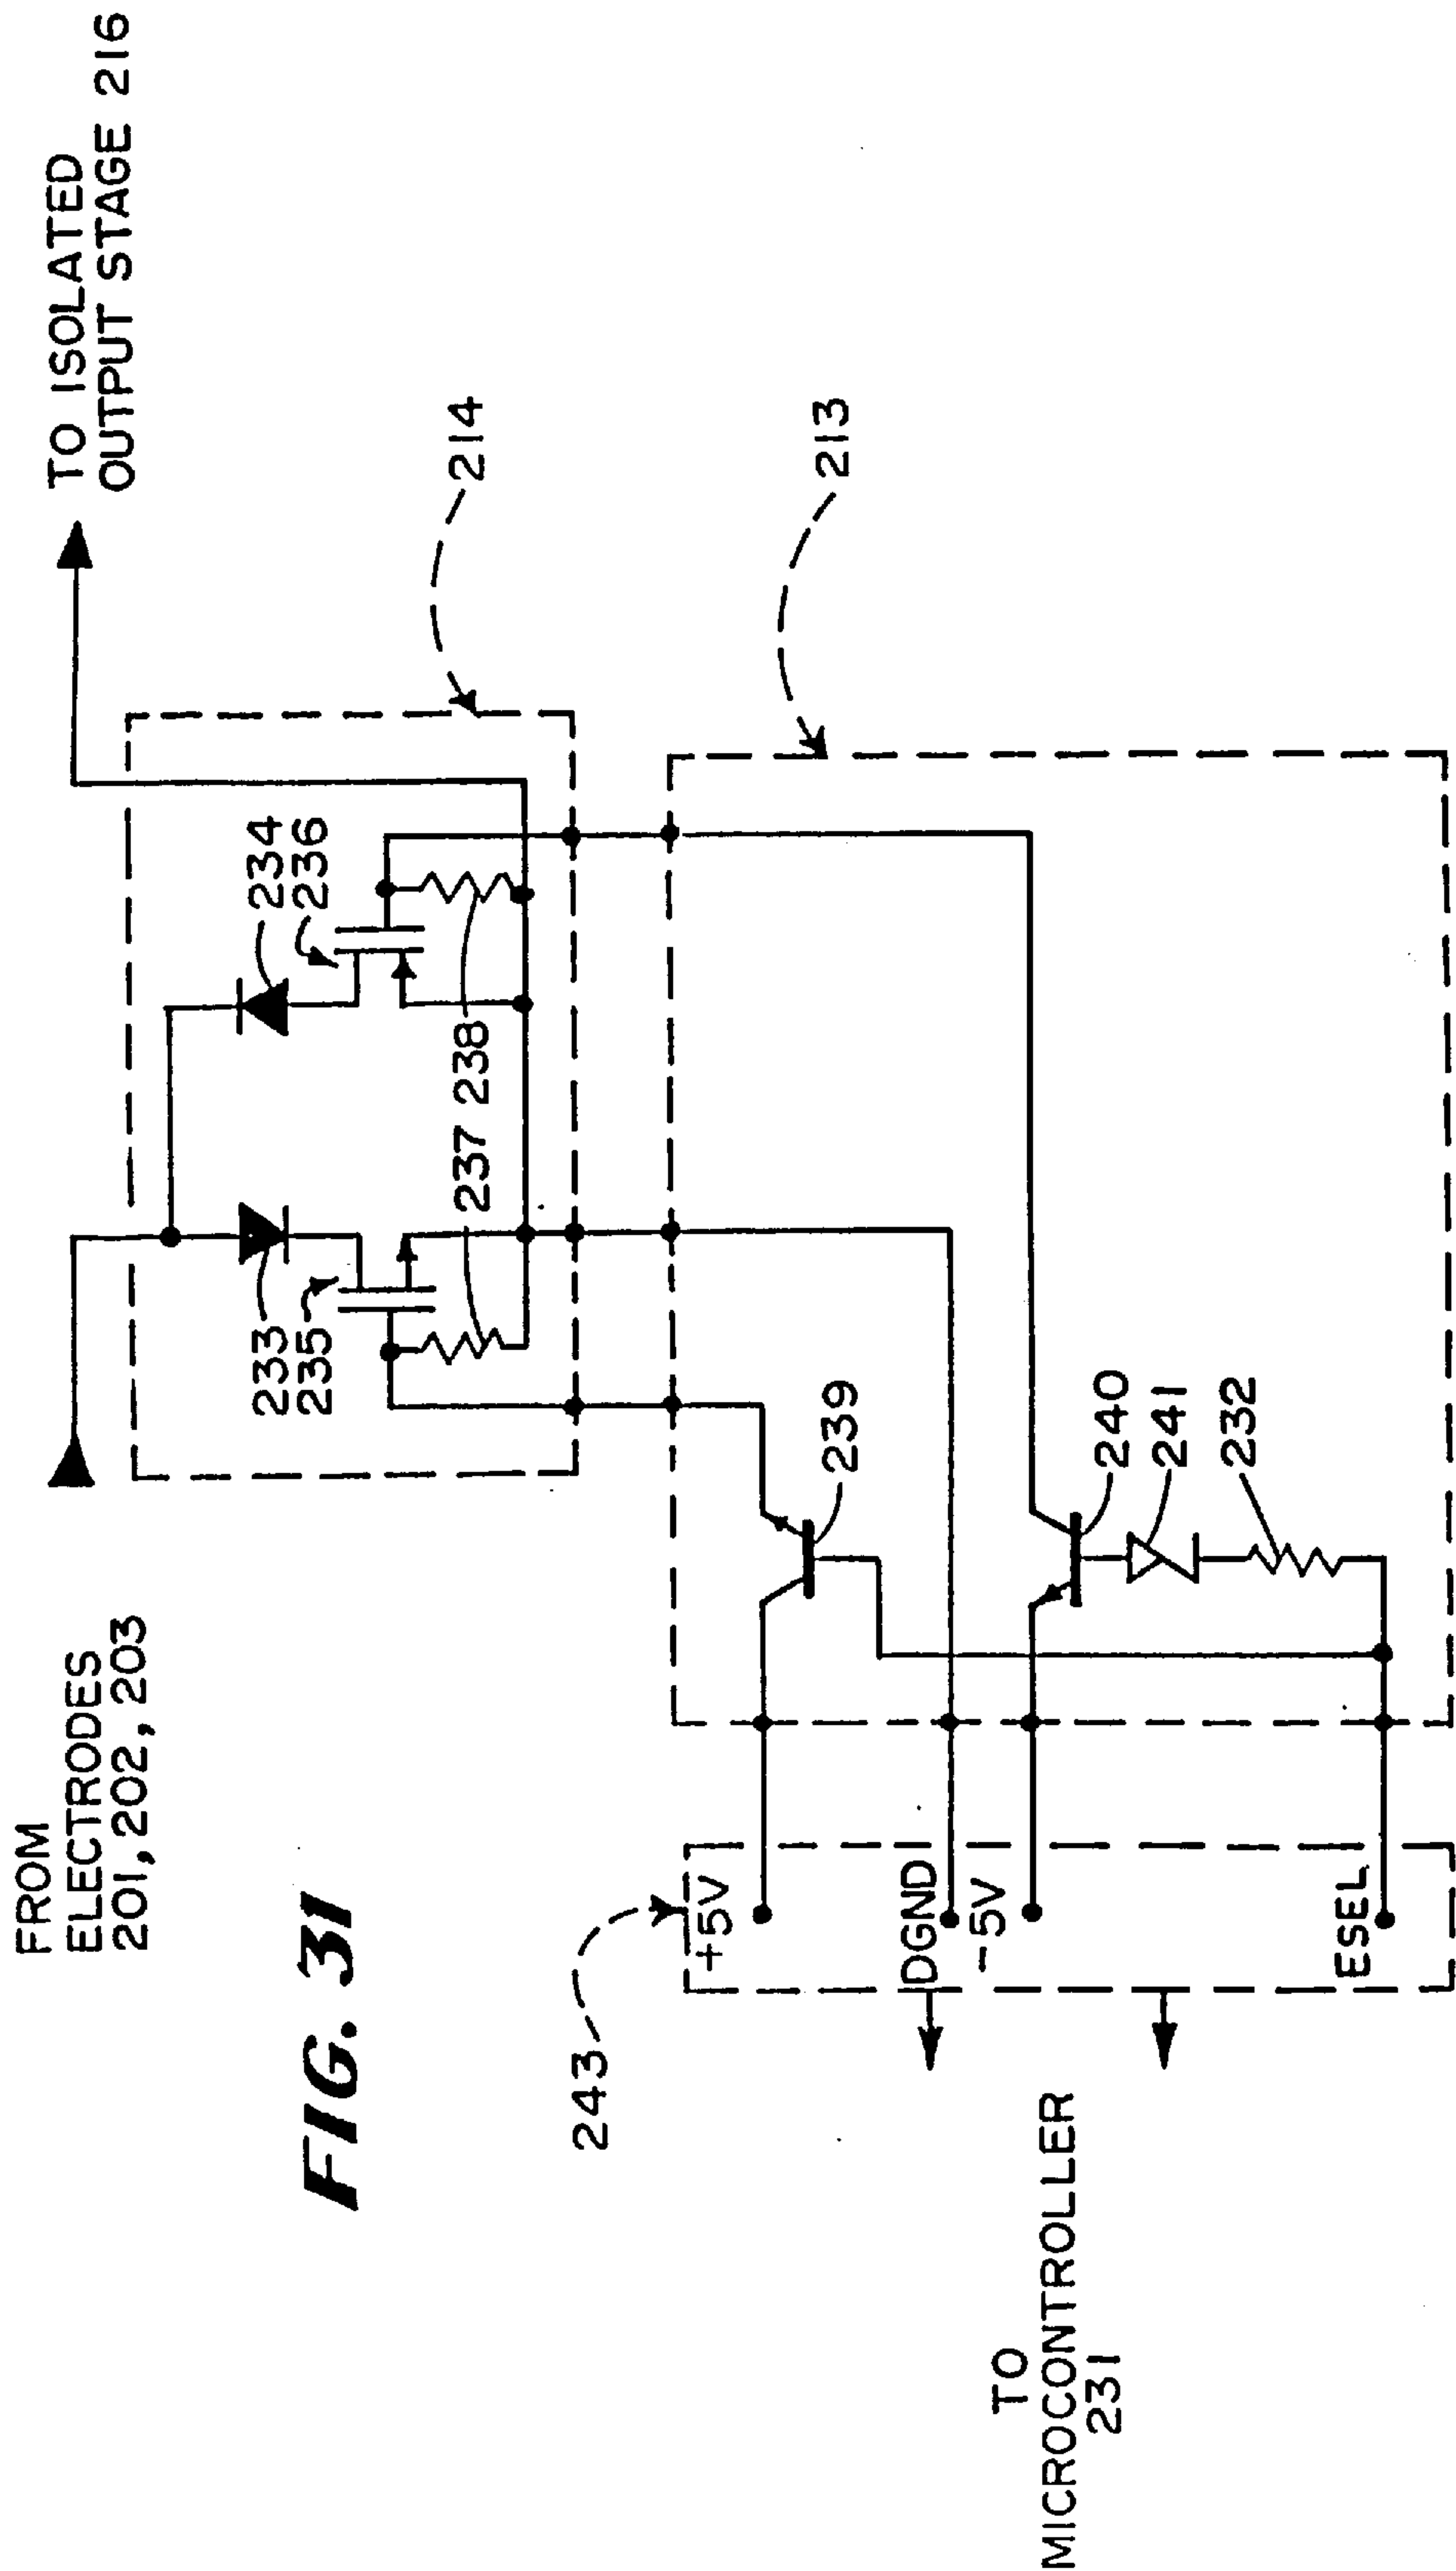 FIG. 31
FROM
ELECTRODES
201, 202, 203
TO ISOLATED
OUTPUT STAGE 216
214
213
233
235
234
236
237
238
239
240
241
232
243
+5V
DGND
-5V
ESEL
TO
MICROCONTROLLER
231